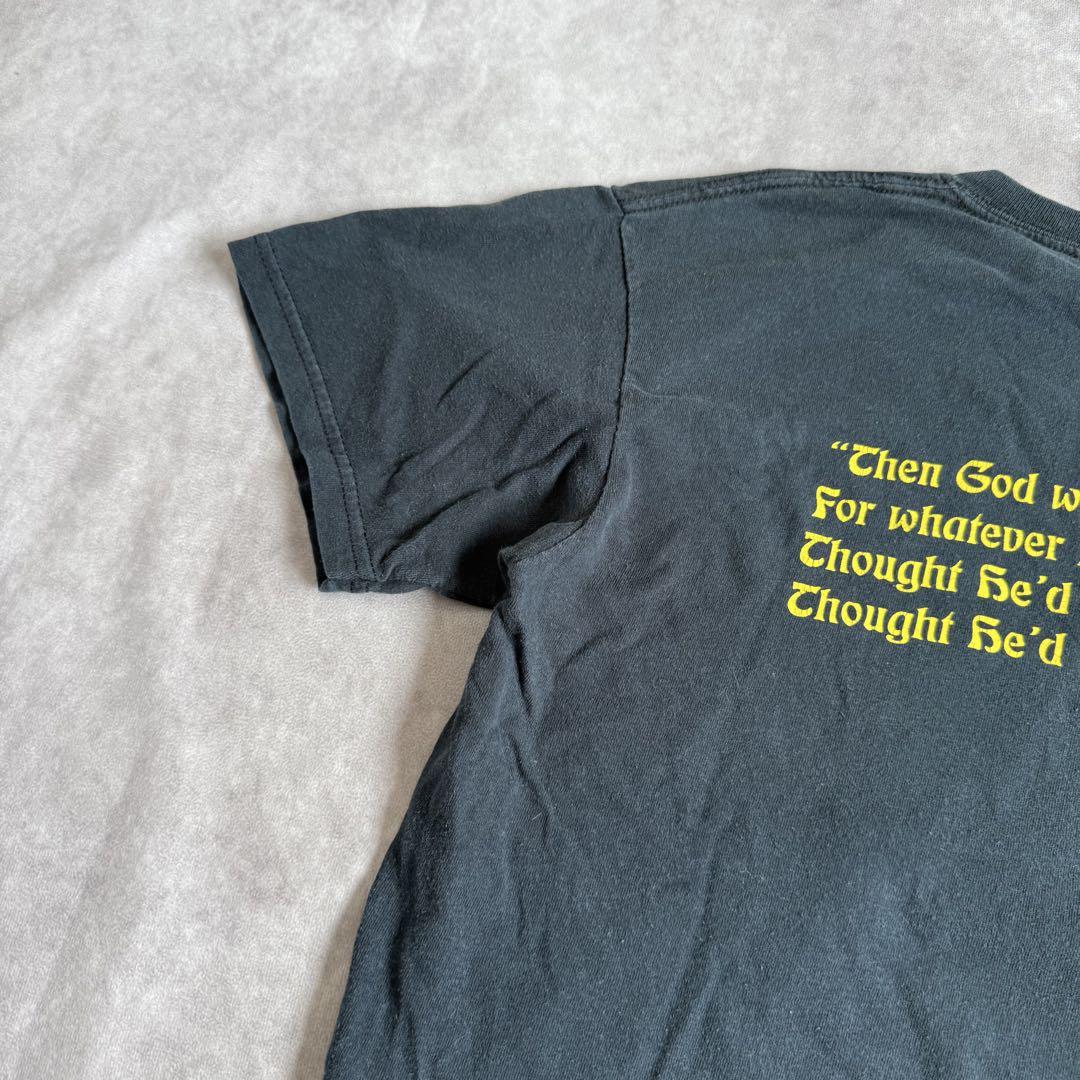 “Then God w
For whatever
Thought He’d
Thought He’d